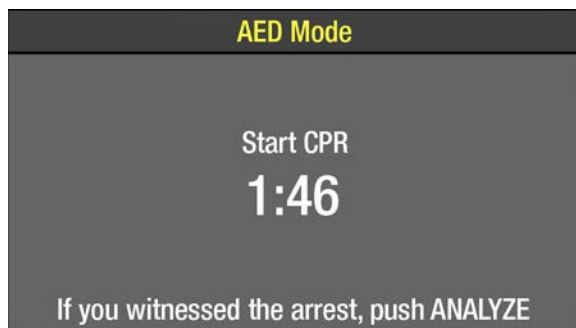 AED Mode
Start CPR
1:46
If you witnessed the arrest, push ANALYZE